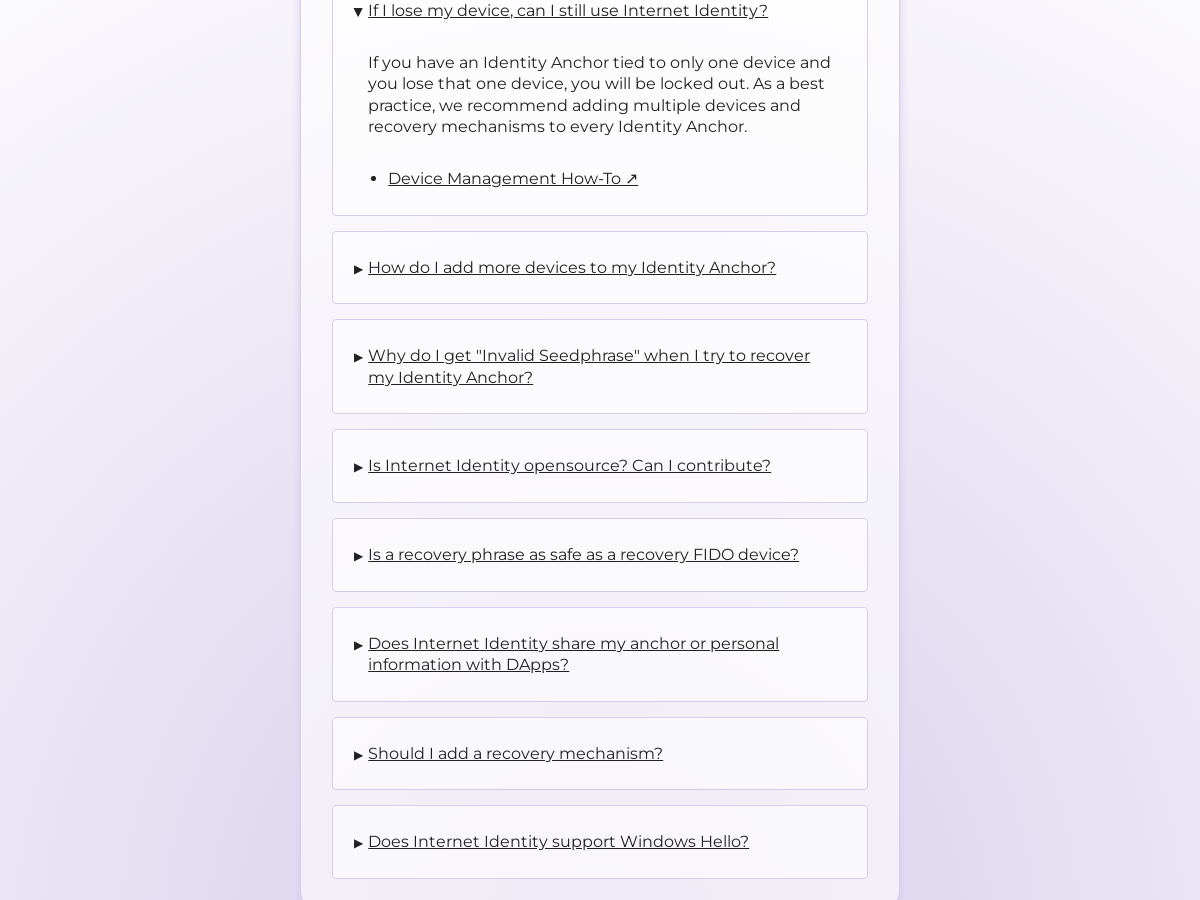 ▼ If I lose my device, can I still use Internet Identity?
If you have an Identity Anchor tied to only one device and
you lose that one device, you will be locked out. As a best
practice, we recommend adding multiple devices and
recovery mechanisms to every Identity Anchor.
• Device Management How-To ↗
▶ How do I add more devices to my Identity Anchor?
▶ Why do I get "Invalid Seedphrase" when I try to recover
my Identity Anchor?
▶ Is Internet Identity opensource? Can I contribute?
▶ Is a recovery phrase as safe as a recovery FIDO device?
▶ Does Internet Identity share my anchor or personal
information with DApps?
▶ Should I add a recovery mechanism?
▶ Does Internet Identity support Windows Hello?